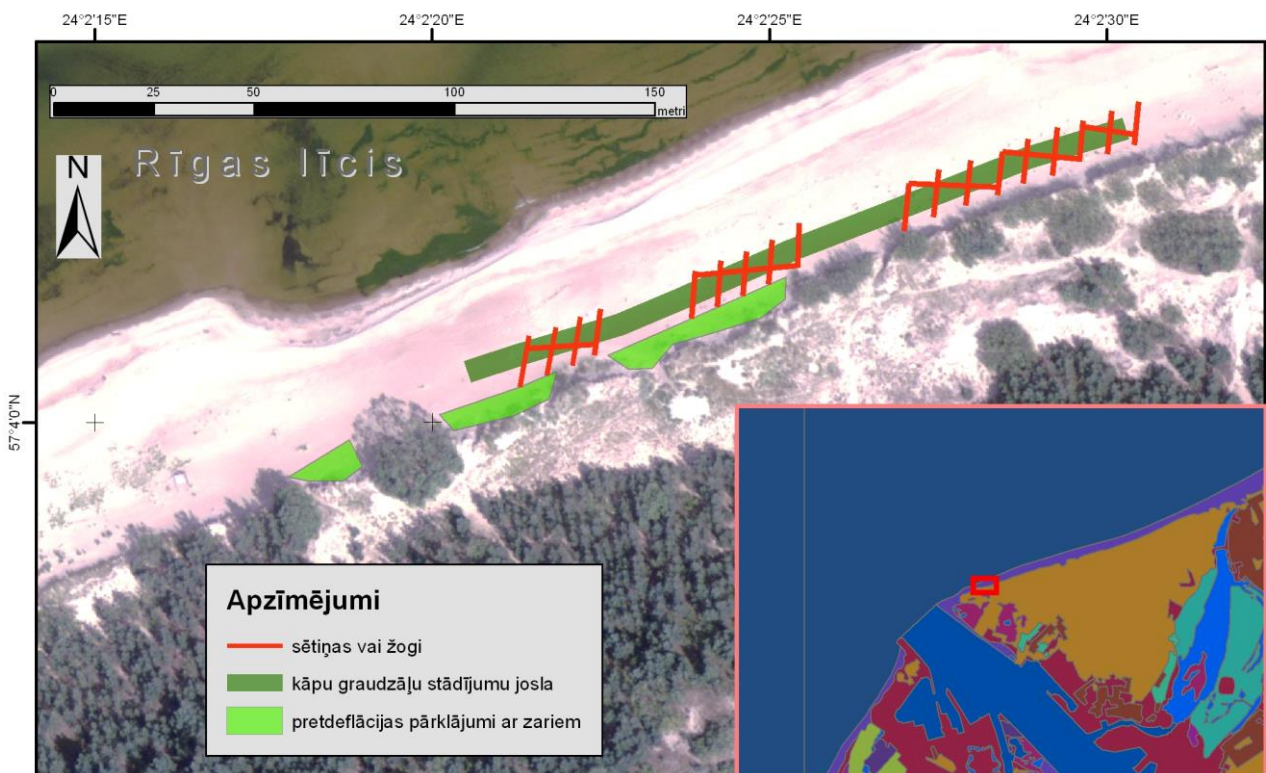 24°2'15"E 24°2'20"E 24°2'25"E 24°2'30"E
0 25 50 100 150
metri
N
Rīgas līcis
57°4'0"N
Apzīmējumi
sētiņas vai žogi
kāpu graudzāļu stādījumu josla
pretdeflācijas pārklājumi ar zariem